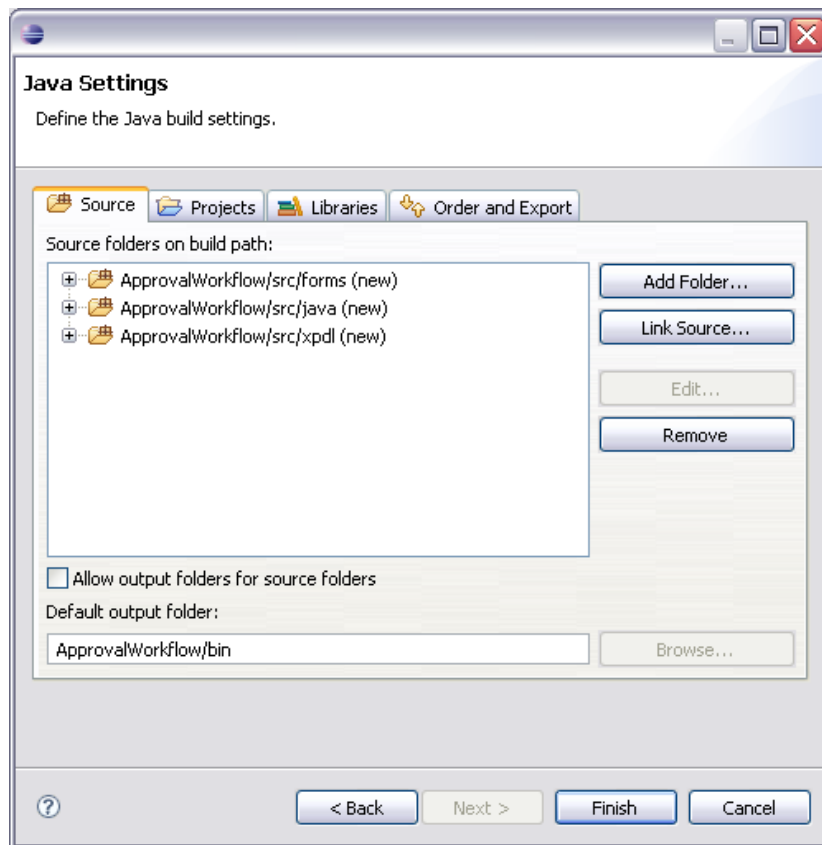 Java Settings
Define the Java build settings.
Source Projects Libraries Order and Export
Source folders on build path:
ApprovalWorkflow/src/forms (new)
ApprovalWorkflow/src/java (new)
ApprovalWorkflow/src/xpdl (new)
Add Folder...
Link Source...
Edit...
Remove
Allow output folders for source folders
Default output folder:
ApprovalWorkflow/bin Browse...
? < Back Next > Finish Cancel